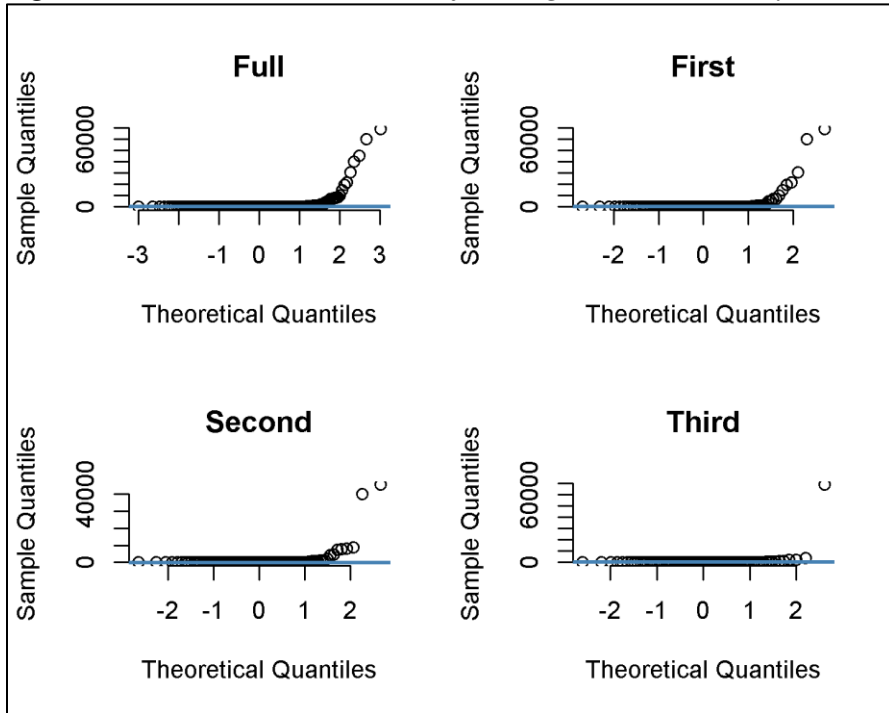 Full
Sample Quantiles
60000
0
-3
-1
0
1
2
3
Theoretical Quantiles
First
Sample Quantiles
60000
0
-2
-1
0
1
2
Theoretical Quantiles
Second
Sample Quantiles
40000
0
-2
-1
0
1
2
Theoretical Quantiles
Third
Sample Quantiles
60000
0
-2
-1
0
1
2
Theoretical Quantiles